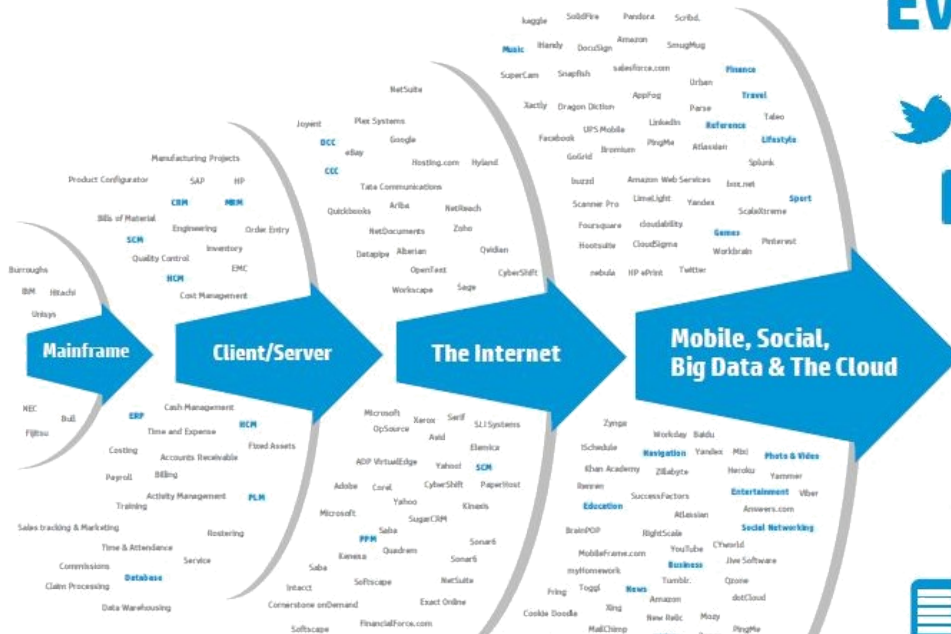 EV
kaggle
SolidFire
Pandora
Scribd.
Music
iHandy
DocuSign
Amazon
SmugMug
SuperCam
Snapfish
salesforce.com
Urban
Finance
Travel
Xactly
Dragon Diction
AppFog
Parse
Taleo
Facebook
UPS Mobile
LinkedIn
Reference
Lifestyle
GoGrid
Bromium
PingMe
Atlassian
Splunk
buzzd
Amazon Web Services
box.net
Scanner Pro
LimeLight
Yandex
Sport
ScaleXtreme
Foursquare
cloudability
Games
Pinterest
Hootsuite
CloudSigma
Workbrain
nebula
HP ePrint
Twitter
NetSuite
Joyent
Plex Systems
DCC
eBay
Google
CCC
Hosting.com
Hyland
Tata Communications
Quickbooks
Ariba
NetReach
NetDocuments
Zoho
Datapipe
Alterian
Qvidian
OpenText
CyberShift
Workscape
Sage
Manufacturing Projects
Product Configurator
SAP
HP
CRM
MRM
Bills of Material
Engineering
Order Entry
SCM
Inventory
Quality Control
EMC
HCM
Cost Management
Burroughs
IBM
Hitachi
Unisys
Mainframe
Client/Server
The Internet
Mobile, Social,
Big Data & The Cloud
NEC
Bull
Fijitsu
ERP
Cash Management
HCM
Time and Expense
Costing
Accounts Receivable
Fixed Assets
Payroll
Billing
Activity Management
PLM
Training
Sales tracking & Marketing
Rostering
Time & Attendance
Commissions
Service
Database
Claim Processing
Data Warehousing
Microsoft
Xerox
Serif
SLI Systems
OpSource
Avid
Elemica
ADP VirtualEdge
Yahoo!
SCM
Adobe
Corel
CyberShift
PaperHost
Yahoo
Kinaxis
Microsoft
SugarCRM
Saba
PPM
Sonar6
Kenexa
Quadrem
Saba
Sonar6
Intacct
Softscape
NetSuite
Cornerstone onDemand
Exact Online
Softscape
FinancialForce.com
Zynga
Workday
Baidu
iSchedule
Navigation
Yandex
Mixi
Photo & Video
Khan Academy
Zillabyte
Heroku
Yammer
Renren
Entertainment
Viber
Education
SuccessFactors
Answers.com
Atlassian
BrainPOP
RightScale
Social Networking
MobileFrame.com
YouTube
CYworld
myHomework
Business
Jive Software
Fring
Toggl
News
Tumblr.
Qzone
Amazon
dotCloud
Cookie Doodle
Xing
New Relic
Mozy
MailChimp
PingMe